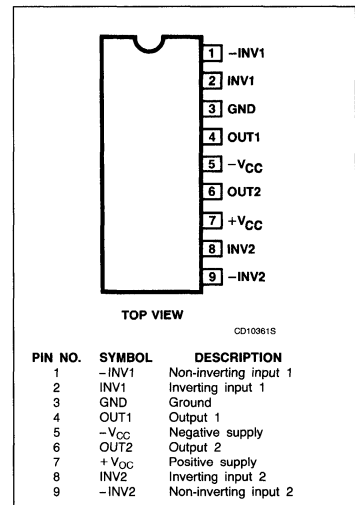 1 -INV1
2 INV1
3 GND
4 OUT1
5 -VCC
6 OUT2
7 +VCC
8 INV2
9 -INV2
TOP VIEW
CD10361S
PIN NO. SYMBOL DESCRIPTION
1 -INV1 Non-inverting input 1
2 INV1 Inverting input 1
3 GND Ground
4 OUT1 Output 1
5 -VCC Negative supply
6 OUT2 Output 2
7 +VOC Positive supply
8 INV2 Inverting input 2
9 -INV2 Non-inverting input 2